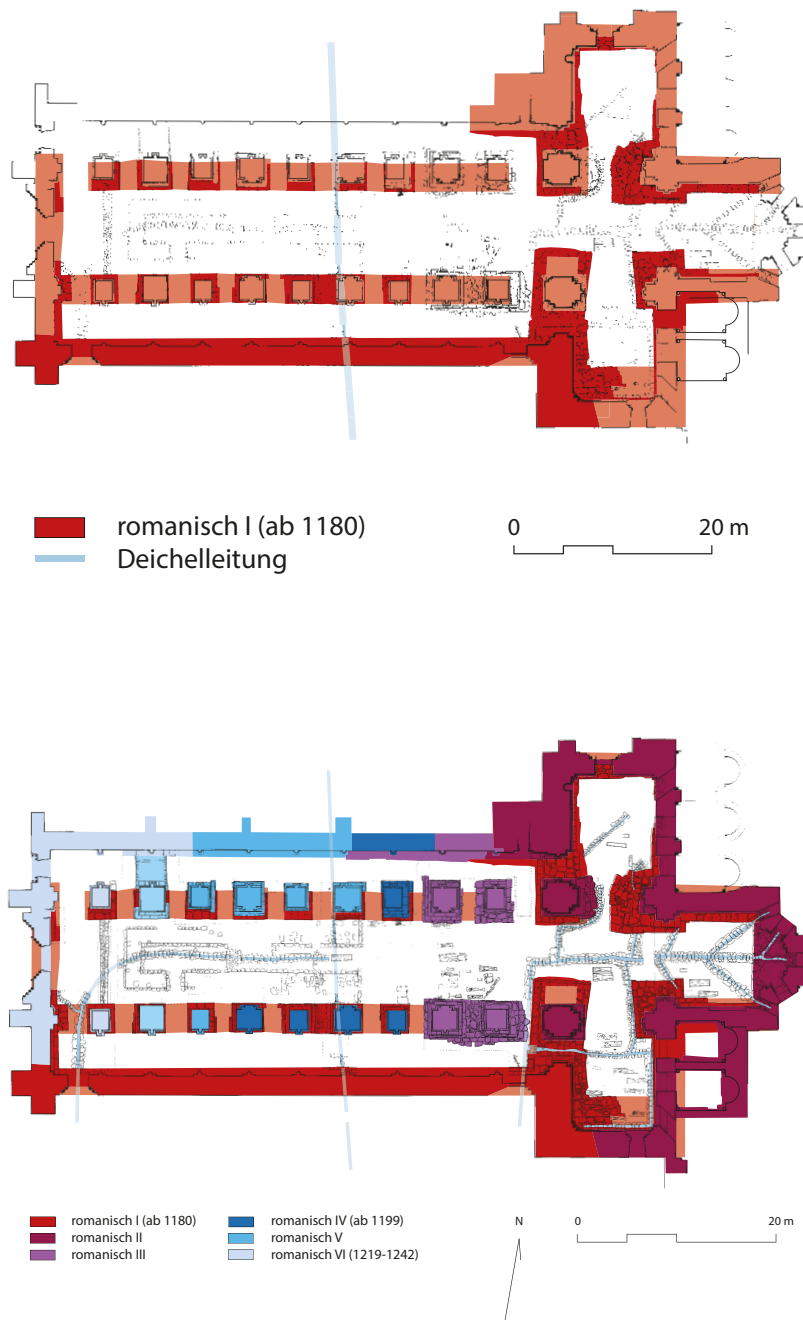 romanisch I (ab 1180)
Deichelleitung
0 20 m
romanisch I (ab 1180)
romanisch II
romanisch III
romanisch IV (ab 1199)
romanisch V
romanisch VI (1219-1242)
N
0 20 m